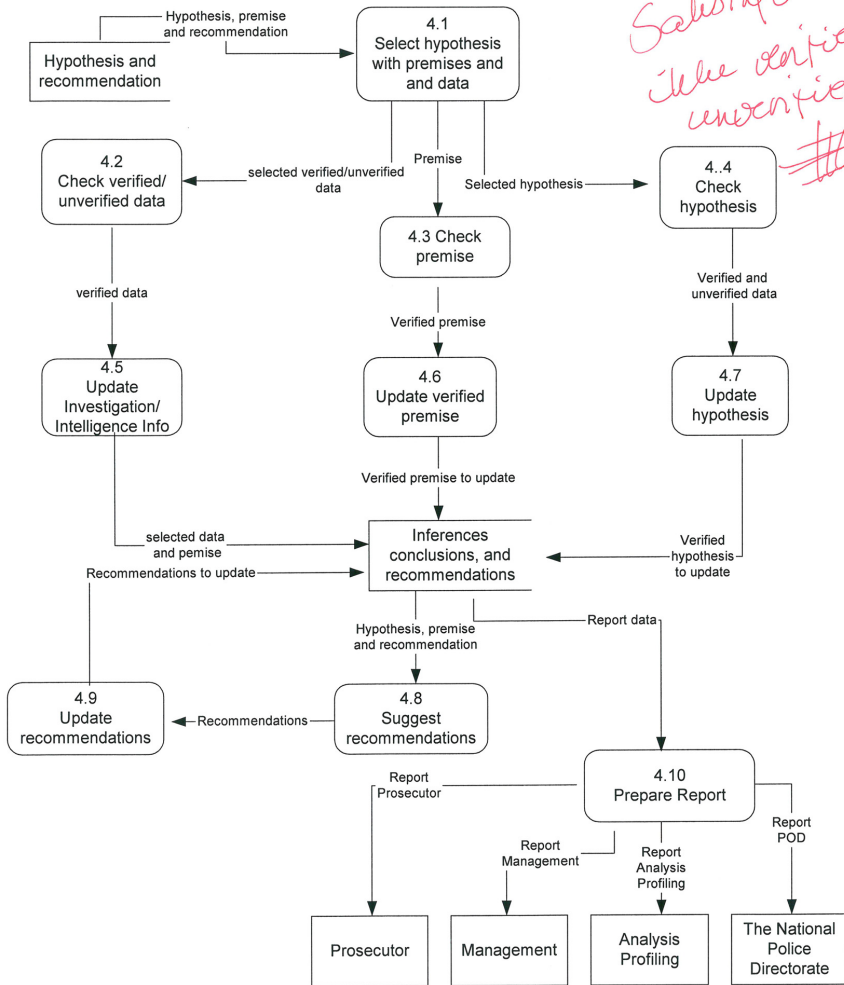 Hypothesis, premise
and recommendation
Hypothesis and
recommendation
4.1
Select hypothesis
with premises and
and data
ikke
4.2
Check verified/
unverified data
selected verified/unverified
data
Premise
Selected hypothesis
4..4
Check
hypothesis
4.3 Check
premise
verified data
Verified premise
Verified and
unverified data
4.5
Update
Investigation/
Intelligence Info
4.6
Update verified
premise
4.7
Update
hypothesis
Verified premise to update
selected data
and pemise
Inferences
conclusions, and
recommendations
Verified
hypothesis
to update
Recommendations to update
Hypothesis, premise
and recommendation
Report data
4.9
Update
recommendations
Recommendations
4.8
Suggest
recommendations
4.10
Prepare Report
Report
Prosecutor
Report
Management
Report
Analysis
Profiling
Report
POD
Prosecutor
Management
Analysis
Profiling
The National
Police
Directorate